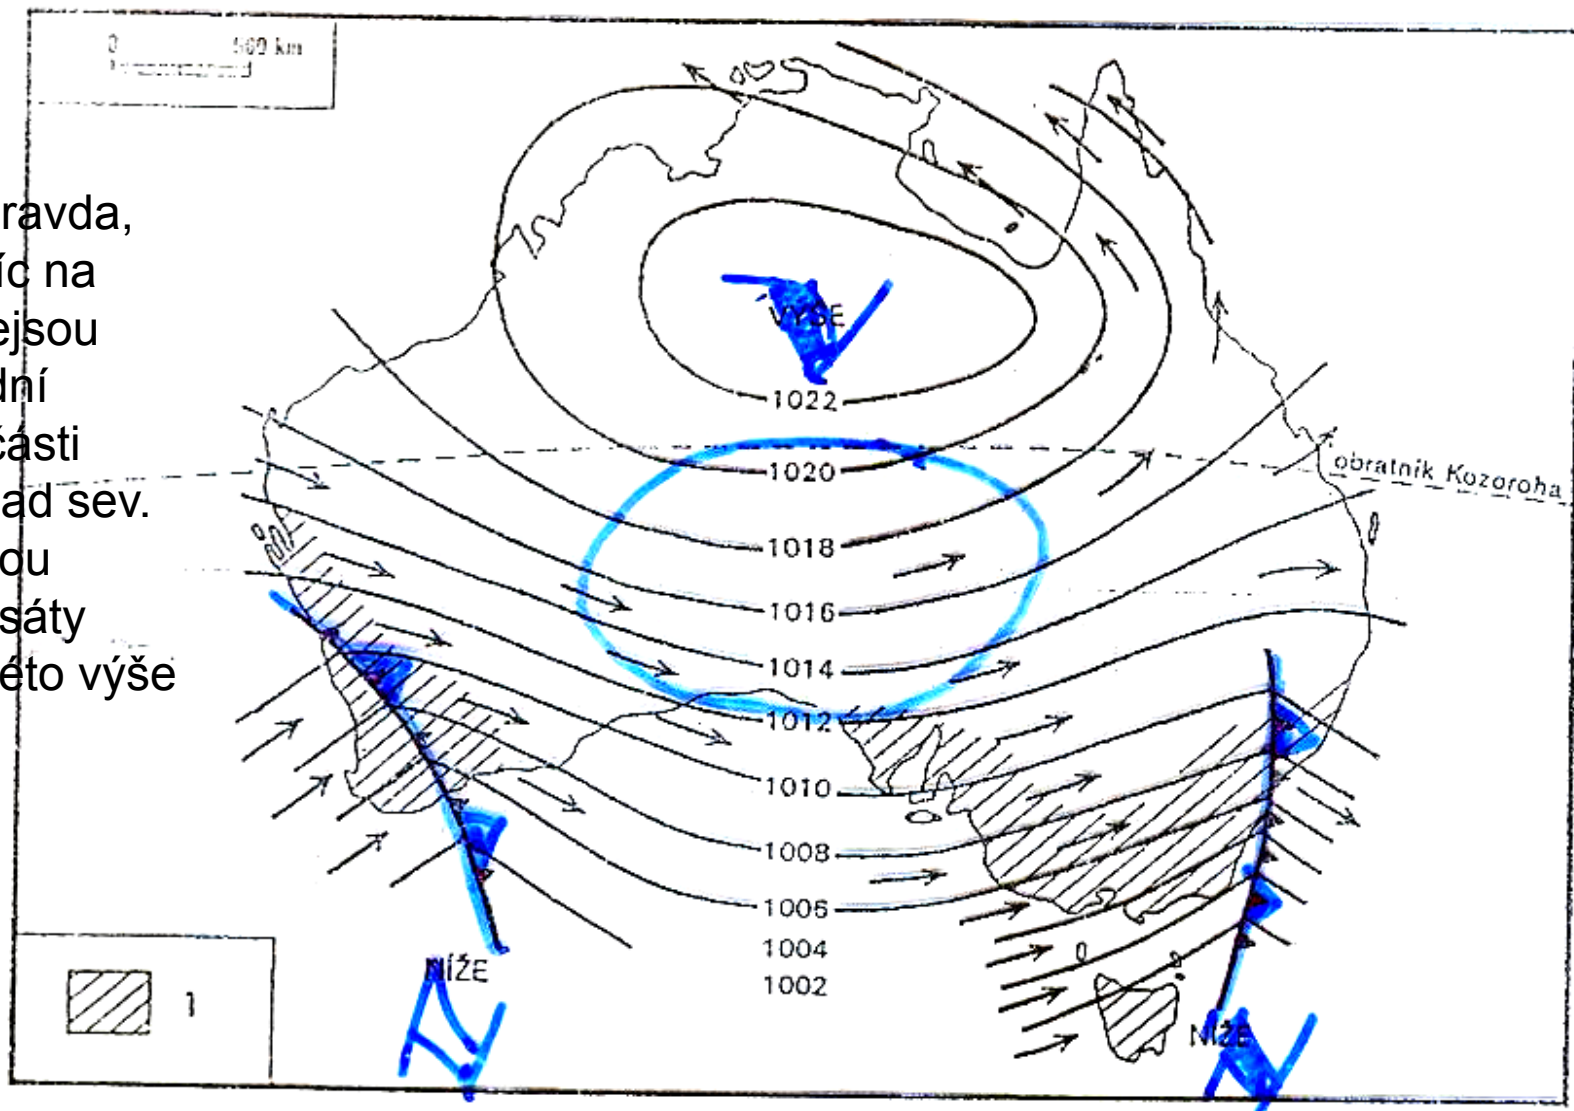 0 500 km
ravda,
íc na
ejsou
dní
části
ad sev.
ou
sáty
éto výše
VÝŠE
1022
1020
obratník Kozoroha
1018
1016
1014
1012
1010
1008
1006
1004
1002
NÍŽE
NÍŽE
1
V
N
N